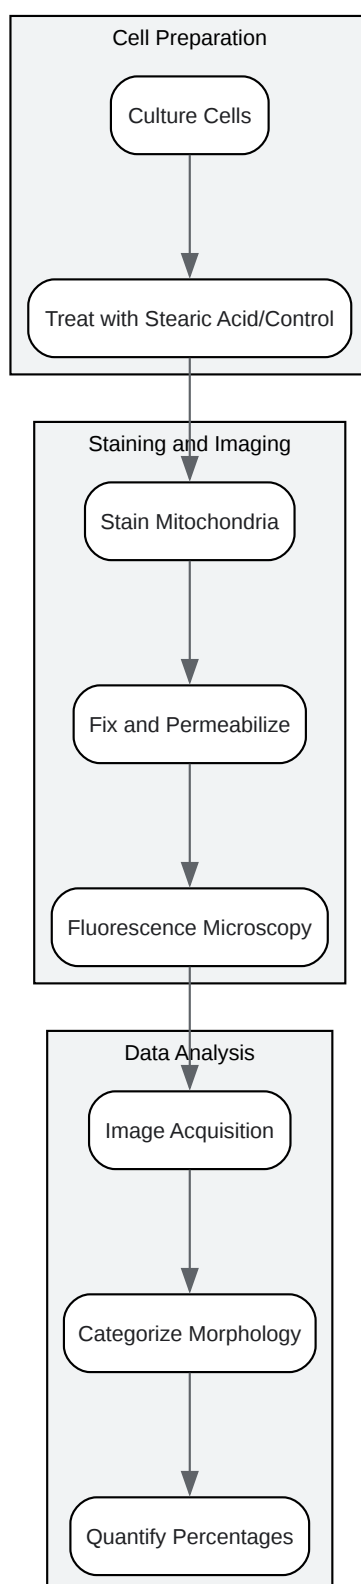 Cell Preparation
Culture Cells
Treat with Stearic Acid/Control
Staining and Imaging
Stain Mitochondria
Fix and Permeabilize
Fluorescence Microscopy
Data Analysis
Image Acquisition
Categorize Morphology
Quantify Percentages